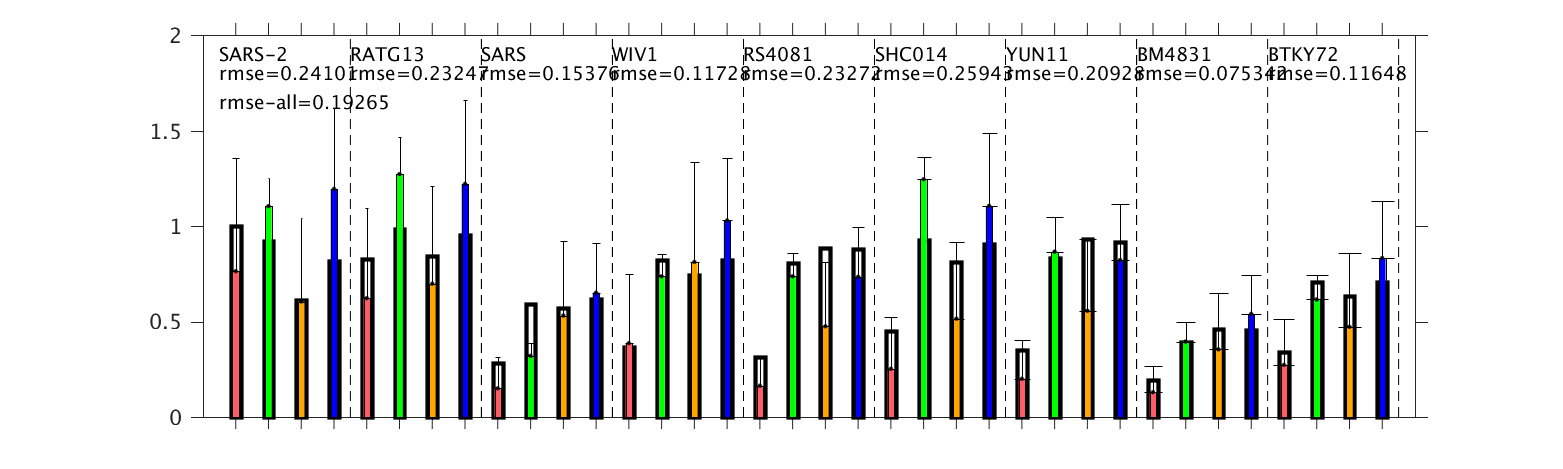 2
SARS-2 RATG13 SARS WIV1 RS4081 SHC014 YUN11 BM4831 BTKY72
rmse=0.24101 rmse=0.23247 rmse=0.15376 rmse=0.11728 rmse=0.23272 rmse=0.25943 rmse=0.20928 rmse=0.075342 rmse=0.11648
rmse-all=0.19265
1.5
1
0.5
0